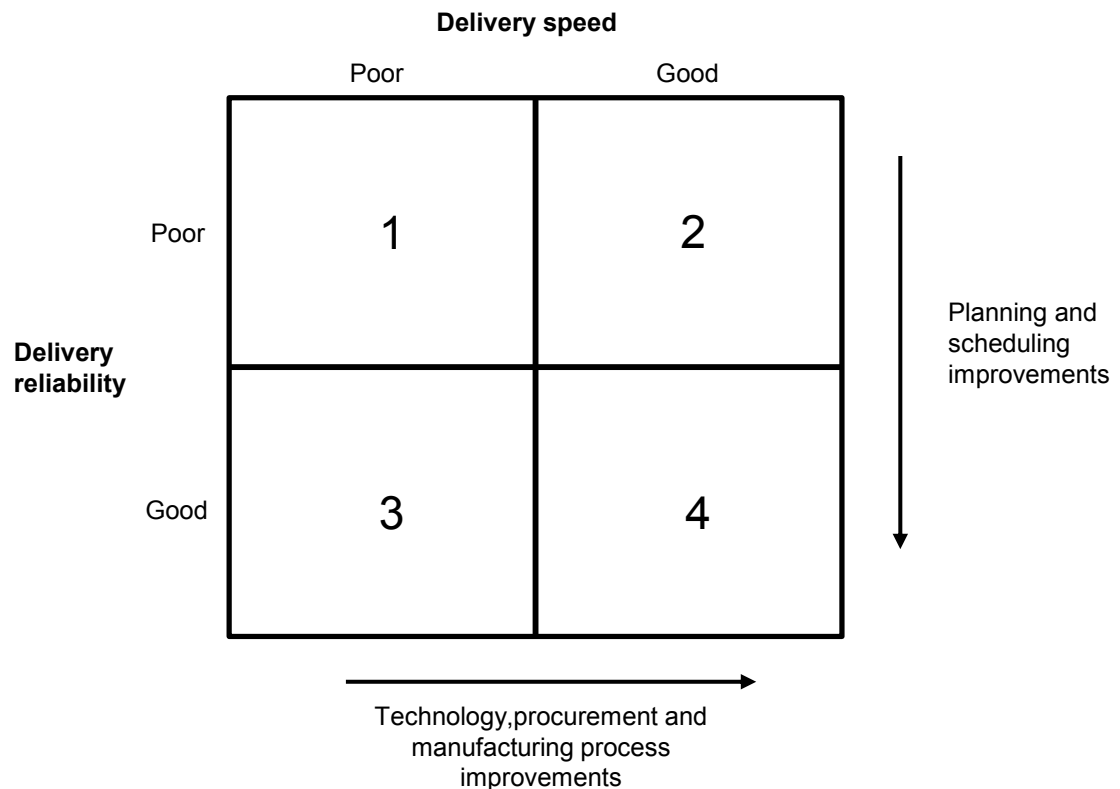 Delivery speed
Poor
Good
Poor
1
2
Planning and
scheduling
improvements
Delivery
reliability
Good
3
4
Technology,procurement and
manufacturing process
improvements